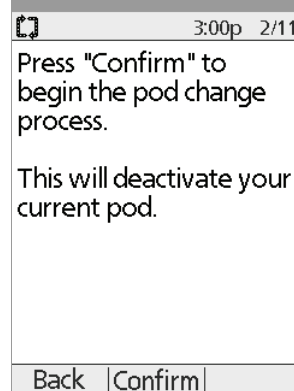 3:00p 2/11
Press "Confirm" to
begin the pod change
process.
This will deactivate your
current pod.
Back Confirm